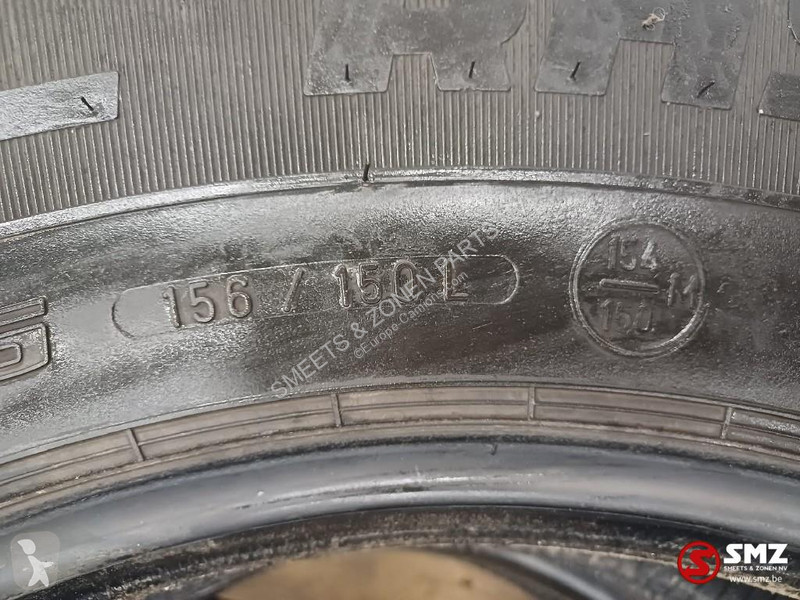 156 / 150 L
154
150
M
SMEETS & ZONEN PARTS
©Europe-Camions.com
SMZ
SMEETS & ZONEN NV
www.smz.be